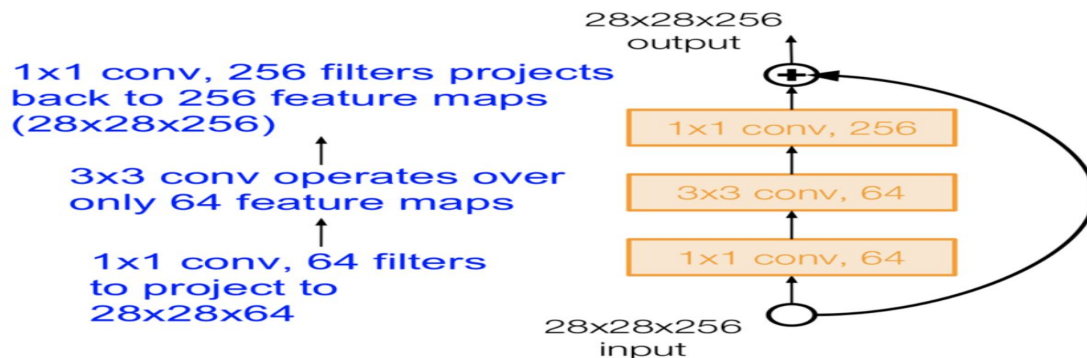 28x28x256
output
1x1 conv, 256 filters projects
back to 256 feature maps
(28x28x256)
3x3 conv operates over
only 64 feature maps
1x1 conv, 64 filters
to project to
28x28x64
+
1x1 conv, 256
3x3 conv, 64
1x1 conv, 64
28x28x256
input